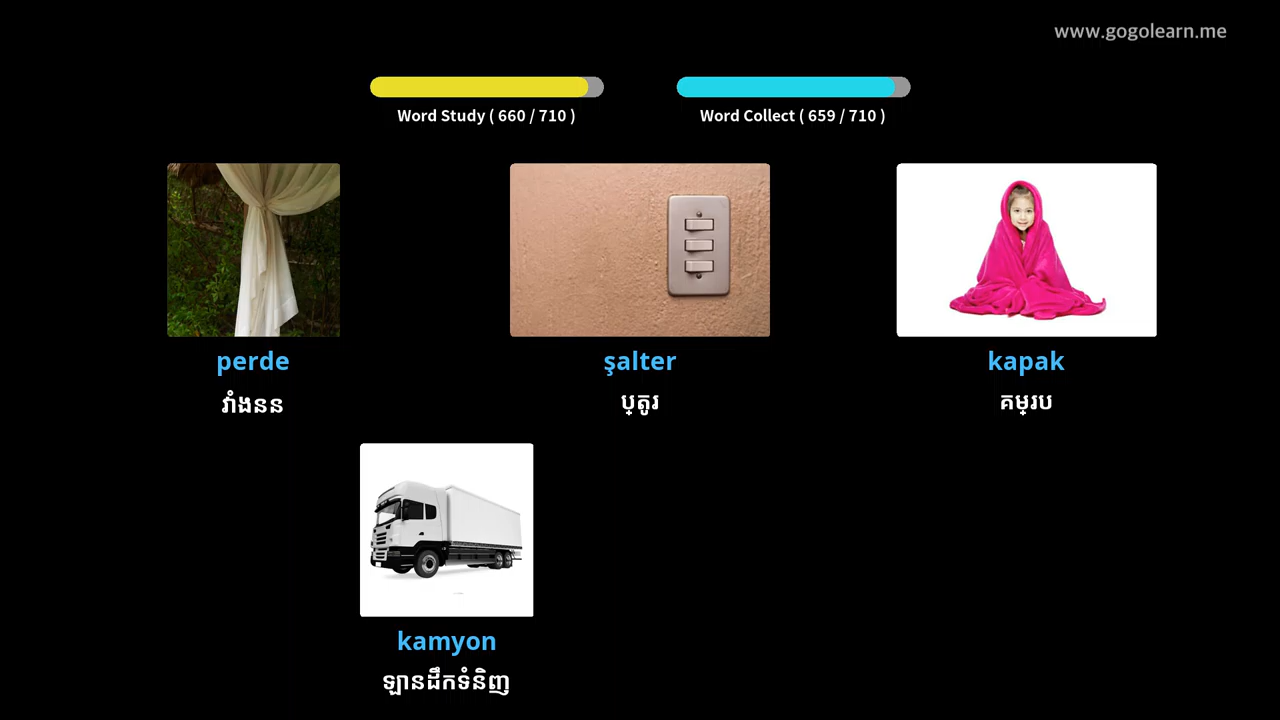 www.gogolearn.me
Word Study ( 660 / 710 )
Word Collect ( 659 / 710 )
perde
şalter
kapak
វាំងនន
ប្តូរ
គម្រប
kamyon
ឡានដឹកទំនិញ